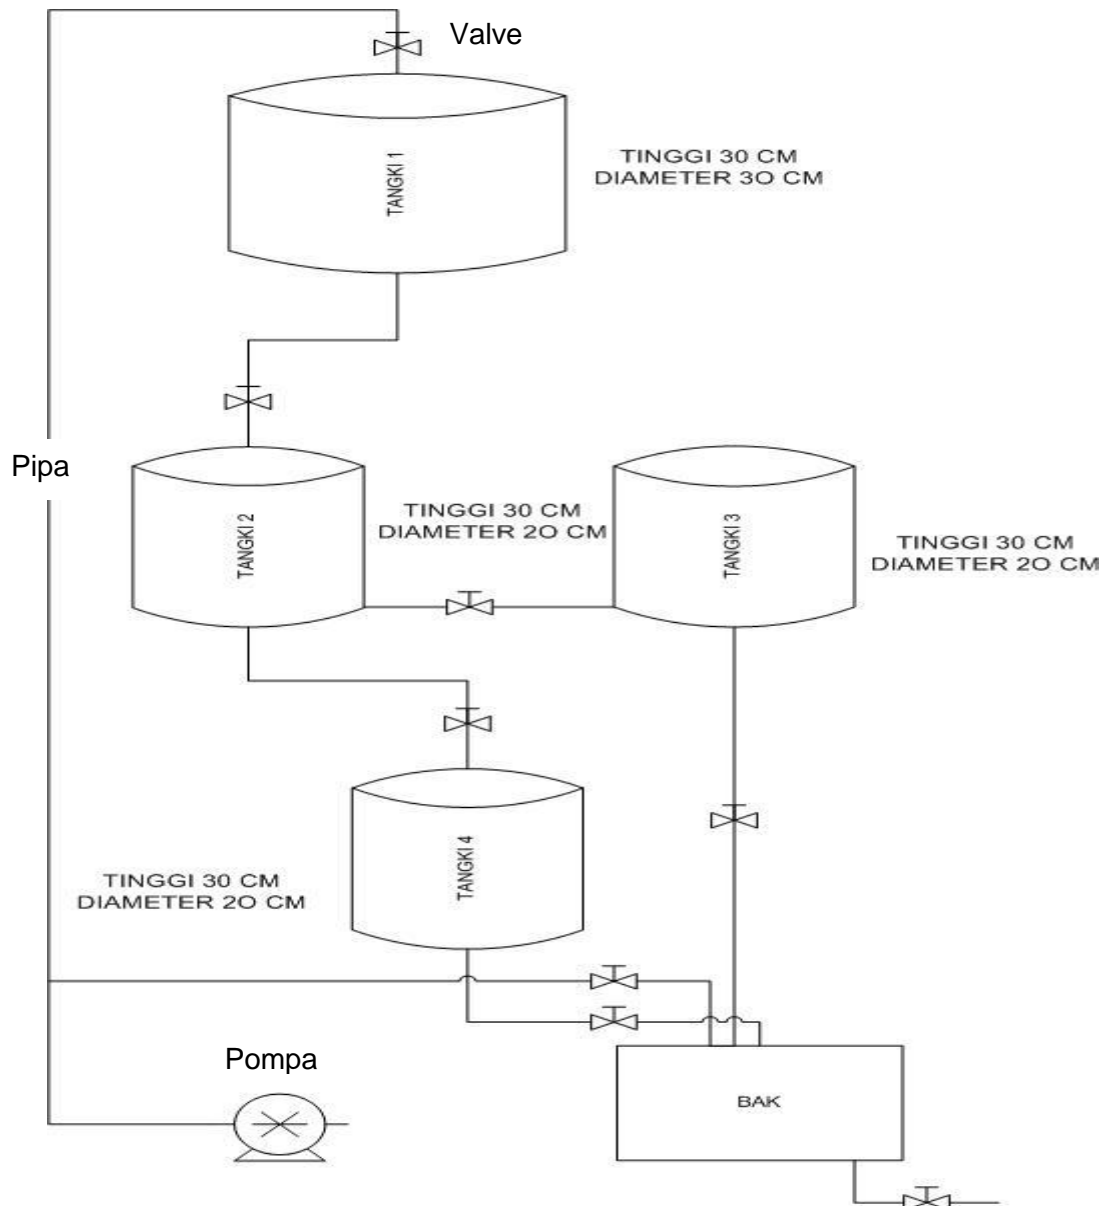 Valve
TANGKI 1
TINGGI 30 CM
DIAMETER 3O CM
Pipa
TANGKI 2
TINGGI 30 CM
DIAMETER 2O CM
TANGKI 3
TINGGI 30 CM
DIAMETER 2O CM
TANGKI 4
TINGGI 30 CM
DIAMETER 2O CM
Pompa
BAK